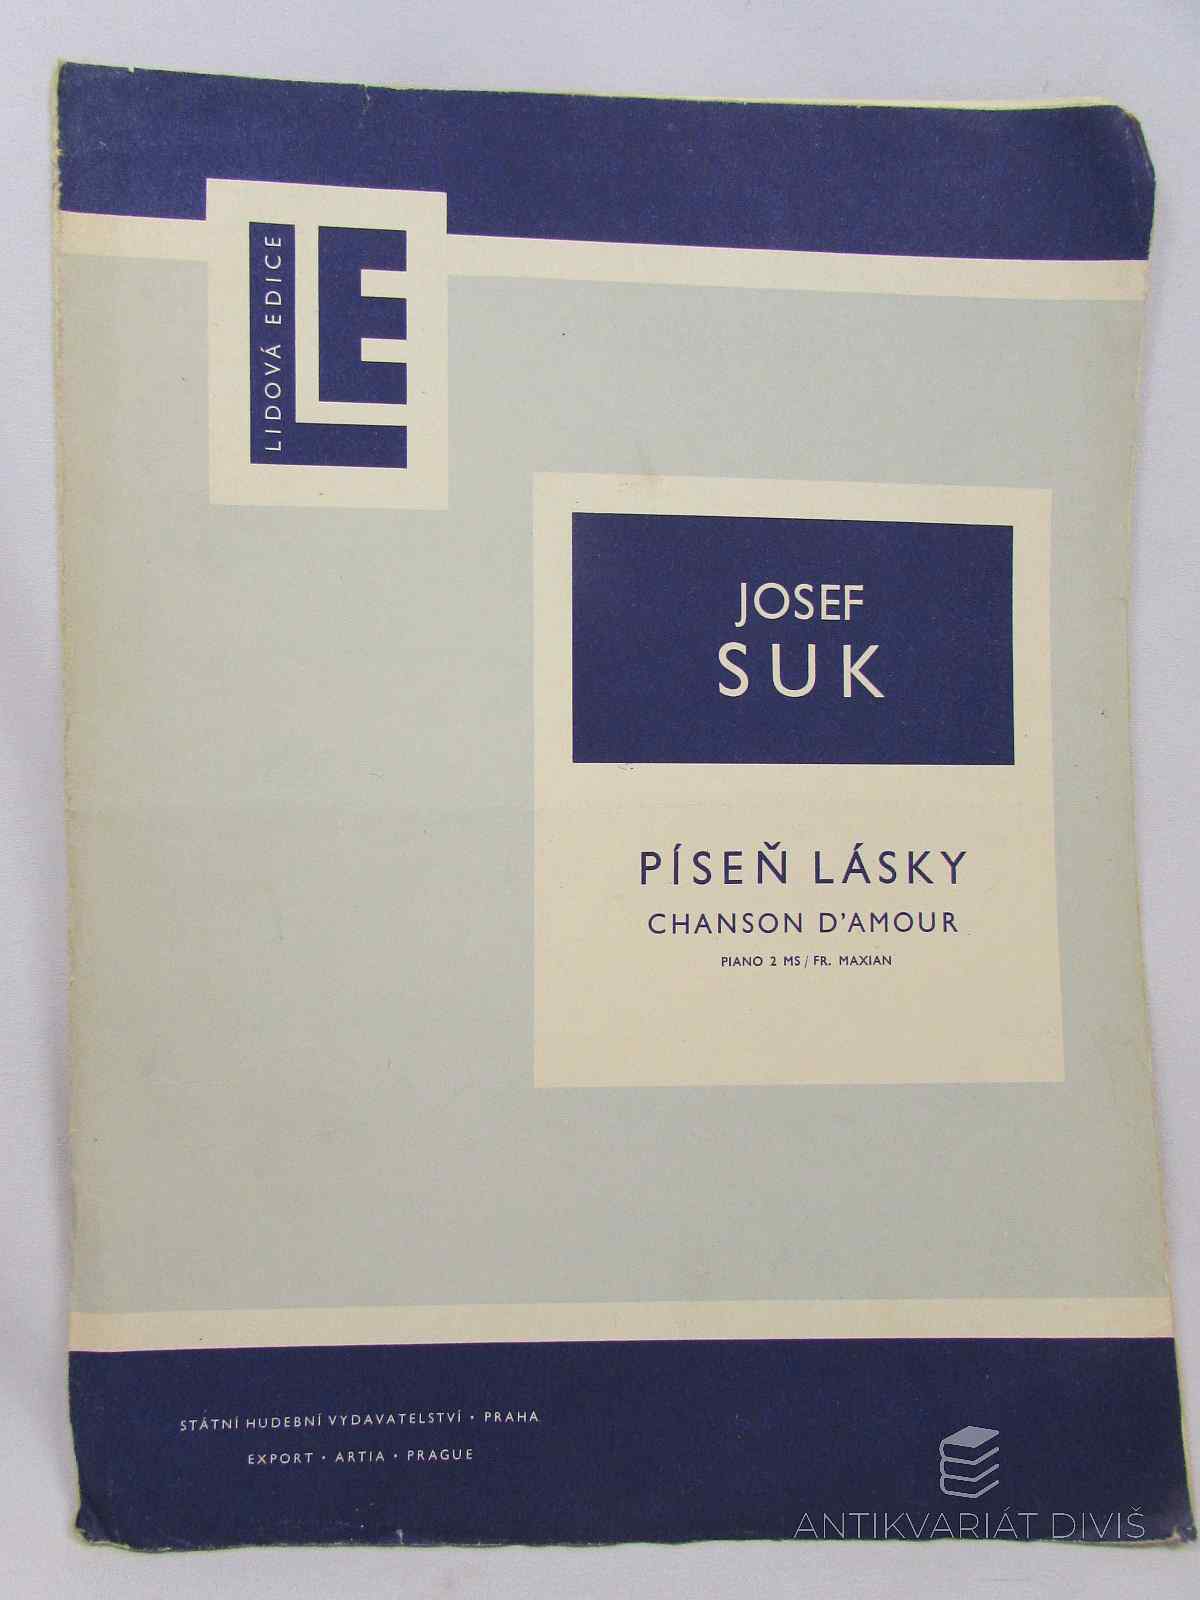 LIDOVÁ EDICE
LE
JOSEF
SUK
PÍSEŇ LÁSKY
CHANSON D'AMOUR
PIANO 2 MS / FR. MAXIAN
STÁTNÍ HUDEBNÍ VYDAVATELSTVÍ · PRAHA
EXPORT · ARTIA · PRAGUE
ANTIKVARIÁT DIVIŠ